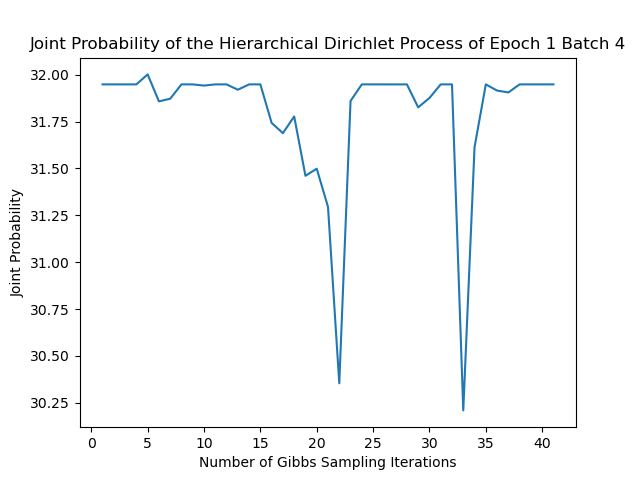 Joint Probability of the Hierarchical Dirichlet Process of Epoch 1 Batch 4
32.00
31.75
31.50
31.25
31.00
30.75
30.50
30.25
Joint Probability
0 5 10 15 20 25 30 35 40
Number of Gibbs Sampling Iterations